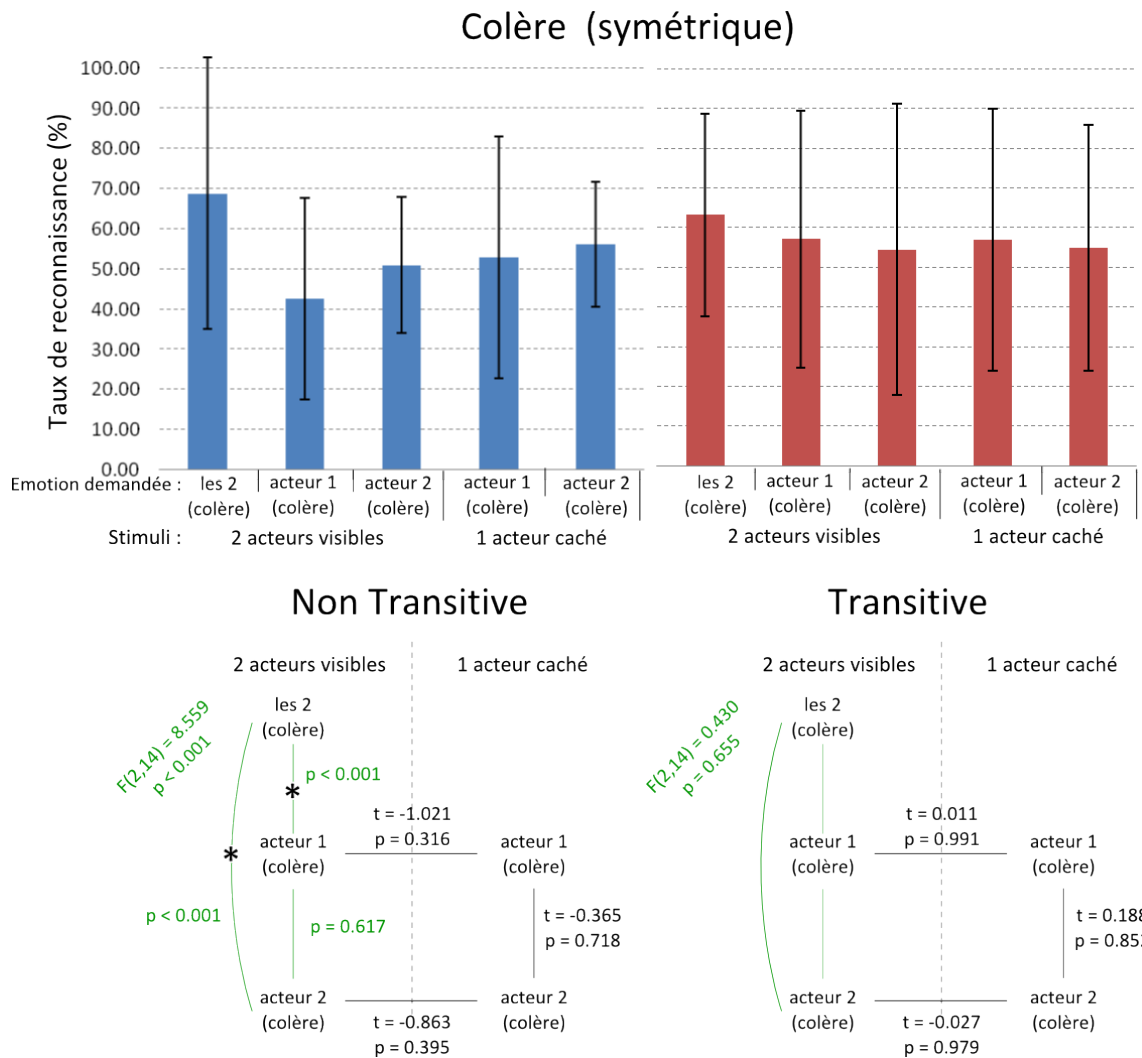 Colère (symétrique)
Taux de reconnaissance (%)
100.00
90.00
80.00
70.00
60.00
50.00
40.00
30.00
20.00
10.00
0.00
Emotion demandée : les 2 acteur 1 acteur 2 acteur 1 acteur 2 les 2 acteur 1 acteur 2 acteur 1 acteur 2
(colère) (colère) (colère) (colère) (colère) (colère) (colère) (colère) (colère) (colère)
Stimuli : 2 acteurs visibles 1 acteur caché 2 acteurs visibles 1 acteur caché
Non Transitive
2 acteurs visibles 1 acteur caché
les 2
(colère)
F(2,14) = 8.559
p < 0.001
p < 0.001
*
t = -1.021
p = 0.316
acteur 1 acteur 1
(colère) (colère)
*
p < 0.001
p = 0.617
t = -0.365
p = 0.718
acteur 2 acteur 2
(colère) (colère)
t = -0.863
p = 0.395
Transitive
2 acteurs visibles 1 acteur caché
les 2
(colère)
F(2,14) = 0.430
p = 0.655
t = 0.011
p = 0.991
acteur 1 acteur 1
(colère) (colère)
t = 0.188
p = 0.85
acteur 2 acteur 2
(colère) (colère)
t = -0.027
p = 0.979